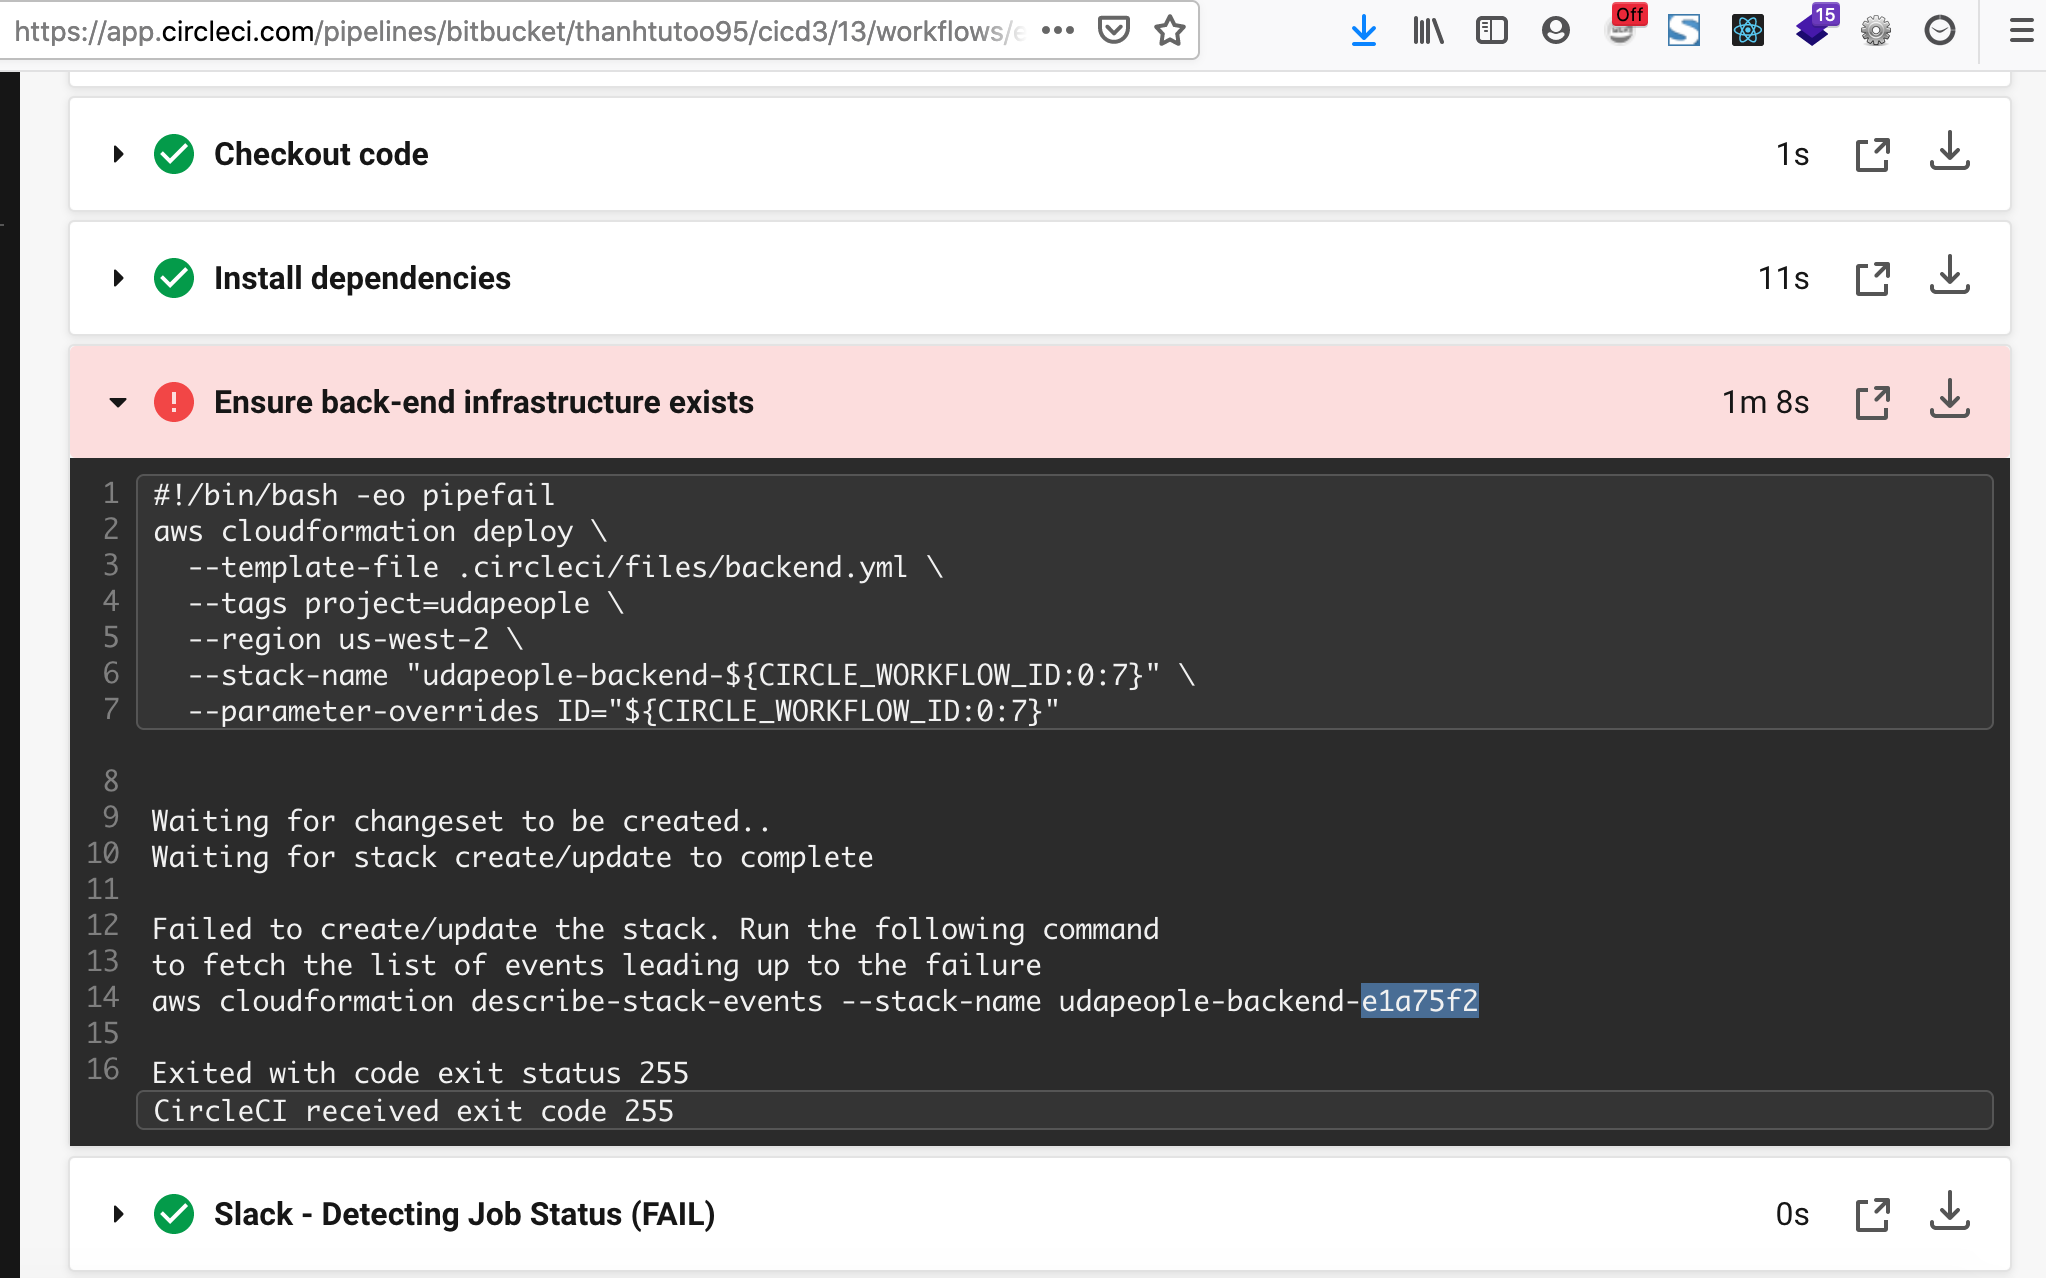 https://app.circleci.com/pipelines/bitbucket/thanhtutoo95/cicd3/13/workflows/e
Off
15
Checkout code
1s
Install dependencies
11s
Ensure back-end infrastructure exists
1m 8s
1 #!/bin/bash -eo pipefail
2 aws cloudformation deploy \
3 --template-file .circleci/files/backend.yml \
4 --tags project=udapeople \
5 --region us-west-2 \
6 --stack-name "udapeople-backend-${CIRCLE_WORKFLOW_ID:0:7}" \
7 --parameter-overrides ID="${CIRCLE_WORKFLOW_ID:0:7}"
8
9 Waiting for changeset to be created..
10 Waiting for stack create/update to complete
11
12 Failed to create/update the stack. Run the following command
13 to fetch the list of events leading up to the failure
14 aws cloudformation describe-stack-events --stack-name udapeople-backend-e1a75f2
15
16 Exited with code exit status 255
CircleCI received exit code 255
Slack - Detecting Job Status (FAIL)
0s